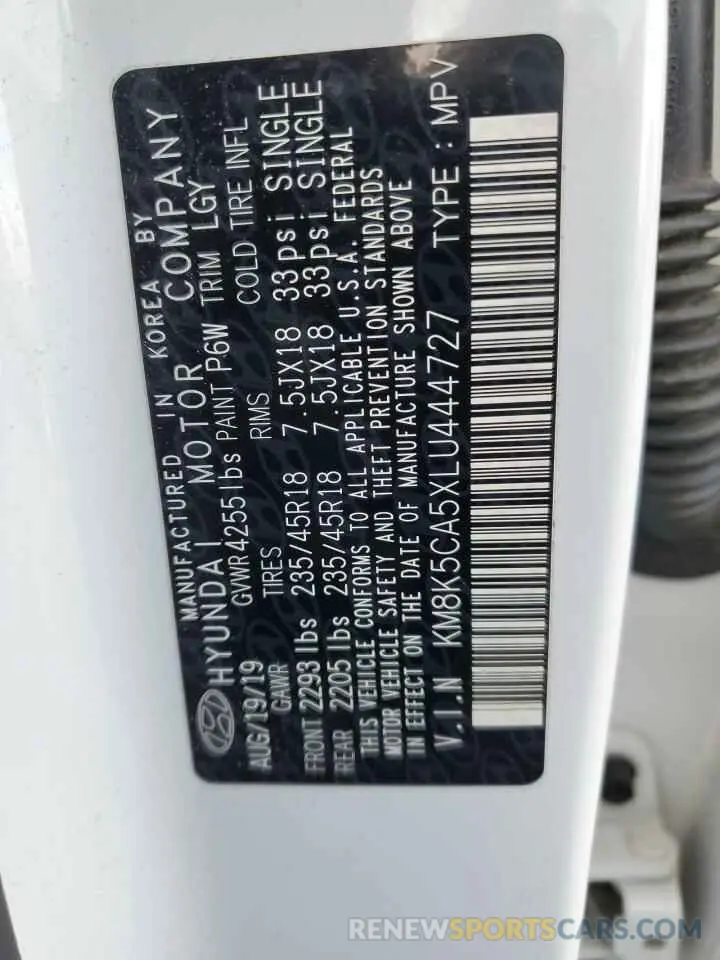 MANUFACTURED IN KOREA BY
HYUNDAI MOTOR COMPANY
AUG/19/19 GVWR4255lbs PAINT P6W TRIM LGY
GAWR TIRES RIMS COLD TIRE INFL
FRONT 2293 lbs 235/45R18 7.5JX18 33psi SINGLE
REAR 2205 lbs 235/45R18 7.5JX18 33psi SINGLE
THIS VEHICLE CONFORMS TO ALL APPLICABLE U.S.A. FEDERAL
MOTOR VEHICLE SAFETY AND THEFT PREVENTION STANDARDS
IN EFFECT ON THE DATE OF MANUFACTURE SHOWN ABOVE
V.I.N KM8K5CA5XLU444727 TYPE : MPV
RENEWSPORTSCARS.COM